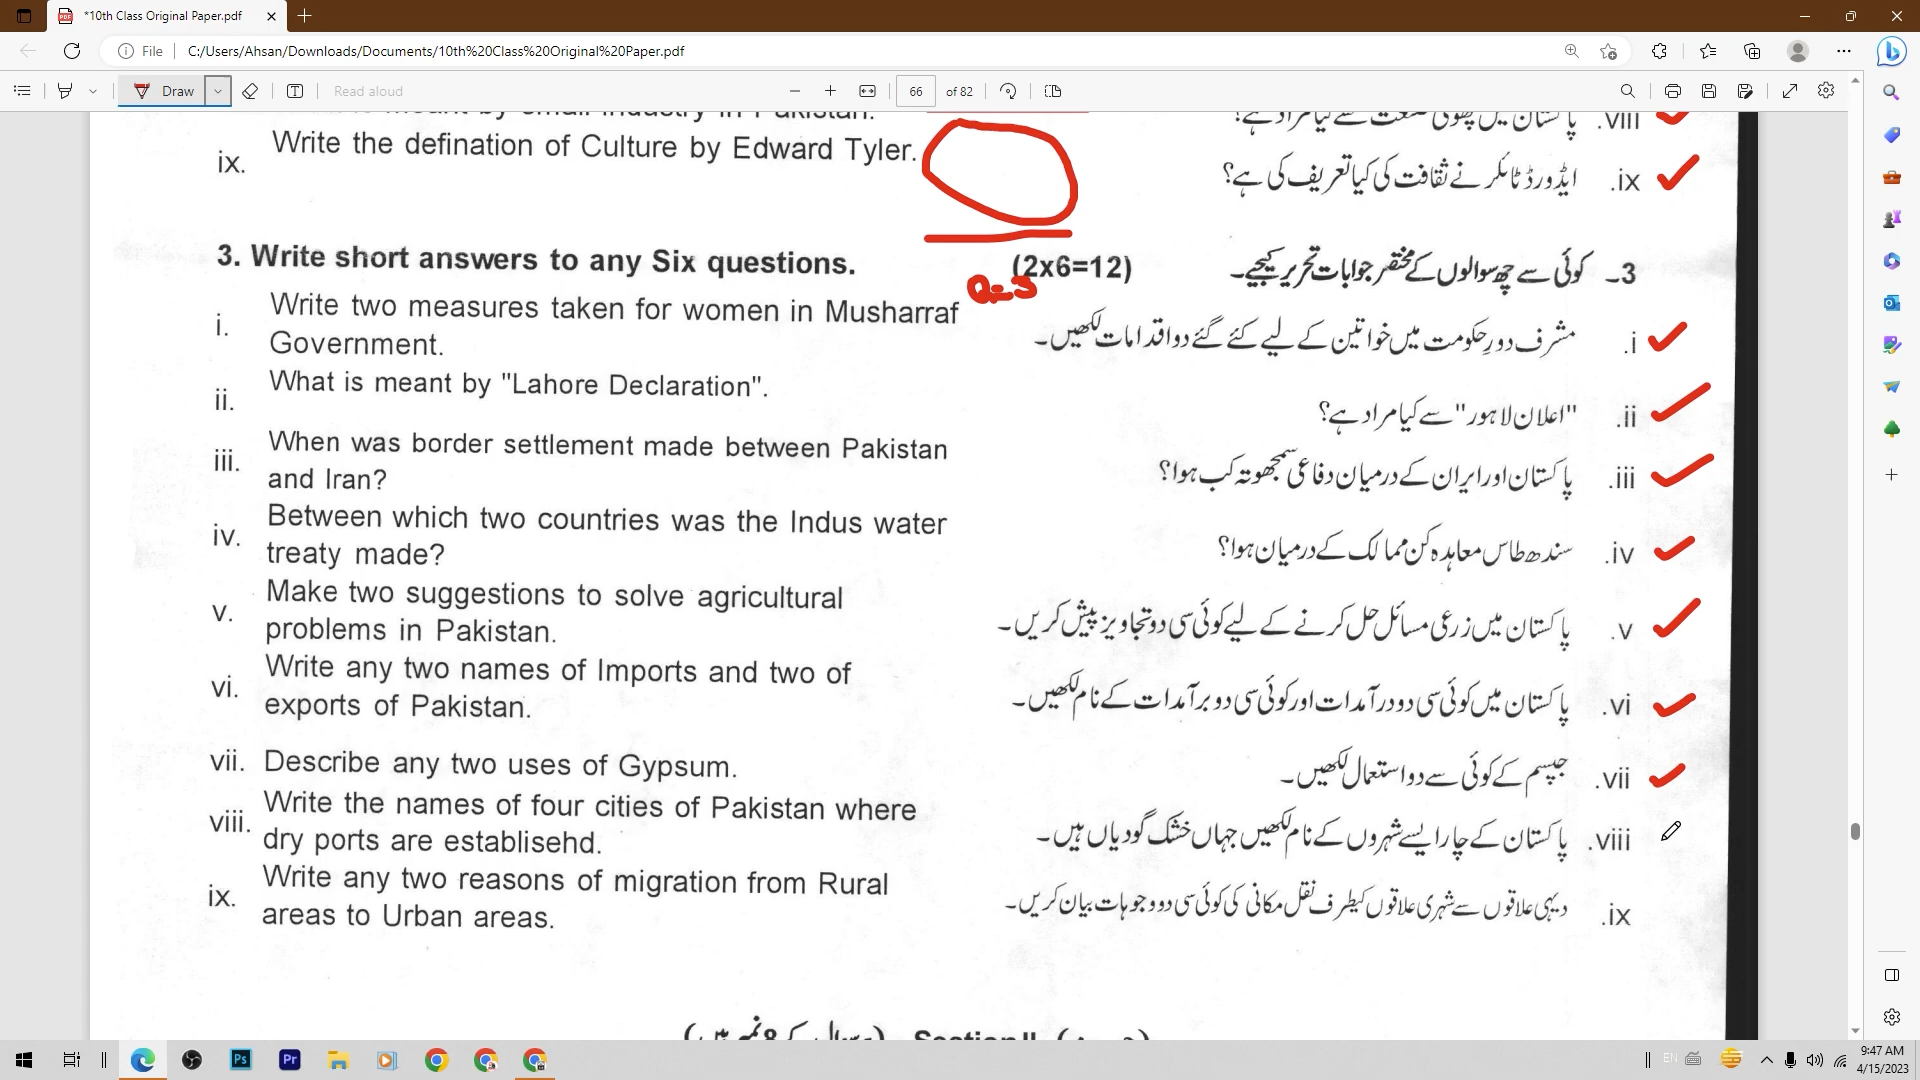 *10th Class Original Paper.pdf
File
C:/Users/Ahsan/Downloads/Documents/10th%20Class%20Original%20Paper.pdf
Draw
Read aloud
66 of 82
ix. Write the defination of Culture by Edward Tyler.
viii. پاکستان میں چھوٹی صنعت سے کیا مراد ہے؟
ix. ایڈورڈ ٹائلر نے ثقافت کی کیا تعریف کی ہے؟
3. Write short answers to any Six questions. (2x6=12)
3۔ کوئی سے چھ سوالوں کے مختصر جوابات تحریر کیجیے۔
Q=3
i. Write two measures taken for women in Musharraf
Government.
i. مشرف دورِ حکومت میں خواتین کے لیے کئے گئے دو اقدامات لکھیں۔
ii. What is meant by "Lahore Declaration".
ii. "اعلان لاہور" سے کیا مراد ہے؟
iii. When was border settlement made between Pakistan
and Iran?
iii. پاکستان اور ایران کے درمیان دفاعی سمجھوتہ کب ہوا؟
iv. Between which two countries was the Indus water
treaty made?
iv. سندھ طاس معاہدہ کن ممالک کے درمیان ہوا؟
v. Make two suggestions to solve agricultural
problems in Pakistan.
v. پاکستان میں زرعی مسائل حل کرنے کے لیے کوئی سی دو تجاویز پیش کریں۔
vi. Write any two names of Imports and two of
exports of Pakistan.
vi. پاکستان میں کوئی سی دو درآمدات اور کوئی سی دو برآمدات کے نام لکھیں۔
vii. Describe any two uses of Gypsum.
vii. جپسم کے کوئی سے دو استعمال لکھیں۔
viii. Write the names of four cities of Pakistan where
dry ports are establisehd.
viii. پاکستان کے چار ایسے شہروں کے نام لکھیں جہاں خشک گودیاں ہیں۔
ix. Write any two reasons of migration from Rural
areas to Urban areas.
ix. دیہی علاقوں سے شہری علاقوں کیطرف نقل مکانی کی کوئی سی دو وجوہات بیان کریں۔
EN
9:47 AM
4/15/2023